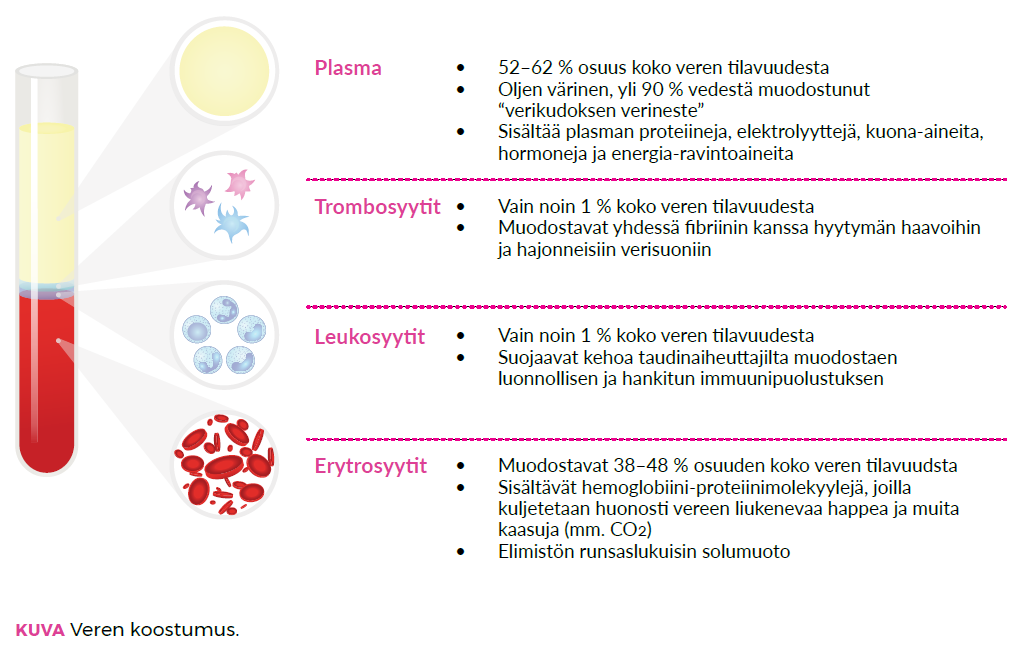 Plasma
• 52–62 % osuus koko veren tilavuudesta
• Oljen värinen, yli 90 % vedestä muodostunut
“verikudoksen verineste”
• Sisältää plasman proteiineja, elektrolyyttejä, kuona-aineita,
hormoneja ja energia-ravintoaineita
Trombosyytit
• Vain noin 1 % koko veren tilavuudesta
• Muodostavat yhdessä fibriinin kanssa hyytymän haavoihin
ja hajonneisiin verisuoniin
Leukosyytit
• Vain noin 1 % koko veren tilavuudesta
• Suojaavat kehoa taudinaiheuttajilta muodostaen
luonnollisen ja hankitun immuunipuolustuksen
Erytrosyytit
• Muodostavat 38–48 % osuuden koko veren tilavuudsta
• Sisältävät hemoglobiini-proteiinimolekyylejä, joilla
kuljetetaan huonosti vereen liukenevaa happea ja muita
kaasuja (mm. CO2)
• Elimistön runsaslukuisin solumuoto
KUVA Veren koostumus.